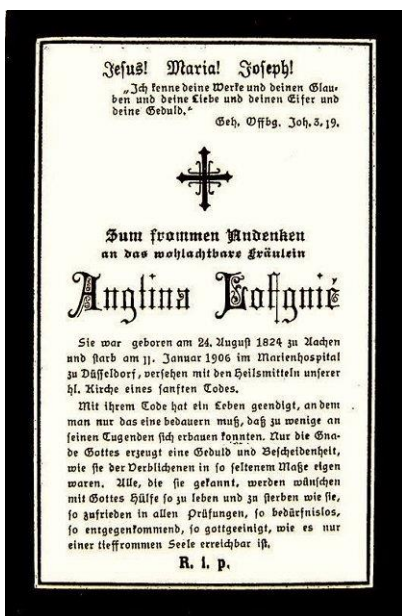 Jesus! Maria! Joseph!
„Ich kenne deine Werke und deinen Glau-
ben und deine Liebe und deinen Eifer und
deine Geduld.“
Geh. Offbg. Joh. 3. 19.
Zum frommen Andenken
an das wohlachtbare Fräulein
Anglina Lofgnié
Sie war geboren am 24. August 1824 zu Aachen
und starb am 11. Januar 1906 im Marienhospital
zu Düsseldorf, versehen mit den Heilsmitteln unserer
hl. Kirche eines sanften Todes.
Mit ihrem Tode hat ein Leben geendigt, an dem
man nur das eine bedauern muß, daß zu wenige an
seinen Tugenden sich erbauen konnten. Nur die Gna-
de Gottes erzeugt eine Geduld und Bescheidenheit,
wie sie der Verblichenen in so seltenem Maße eigen
waren. Alle, die sie gekannt, werden wünschen
mit Gottes Hülfe so zu leben und zu sterben wie sie,
so zufrieden in allen Prüfungen, so bedürfnislos,
so entgegenkommend, so gottgeeinigt, wie es nur
einer tieffrommen Seele erreichbar ist.
R. i. p.